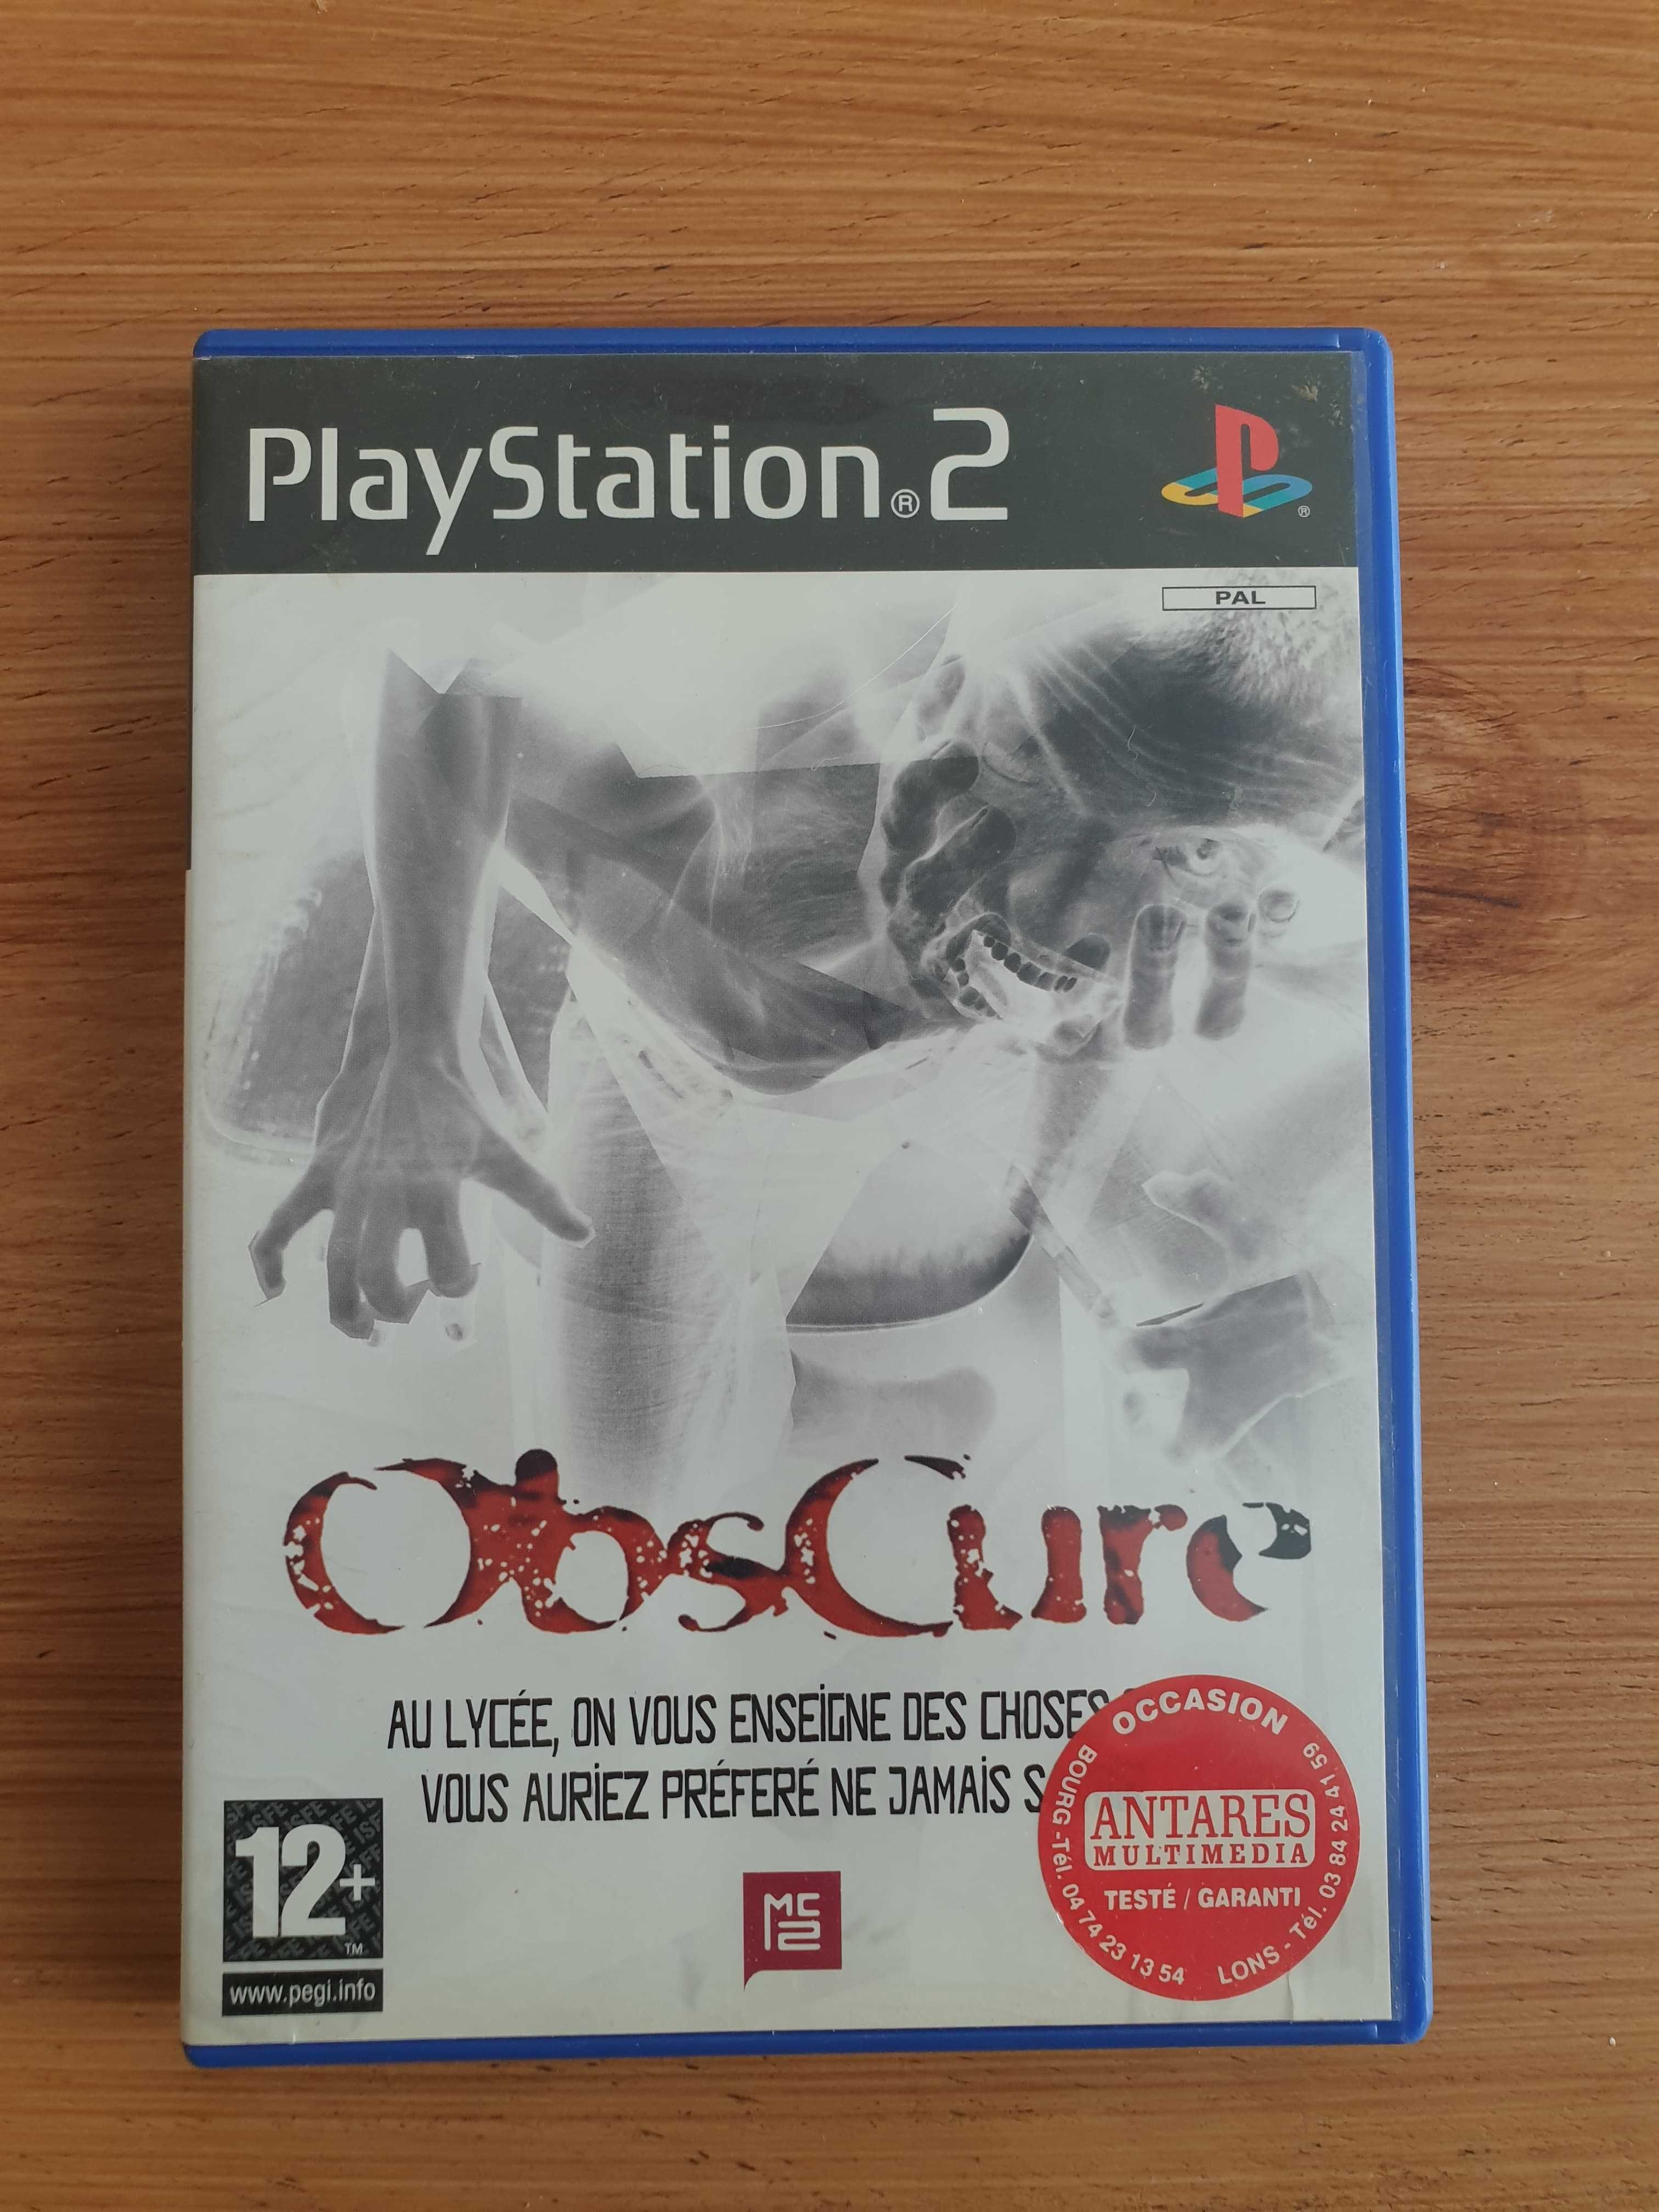 PlayStation®2
®
PAL
ObsCure
AU LYCÉE, ON VOUS ENSEIGNE DES CHOSES
VOUS AURIEZ PRÉFERÉ NE JAMAIS
12+
TM
www.pegi.info
MC2
OCCASION
ANTARES
MULTIMEDIA
TESTÉ / GARANTI
BOURG - Tél. 04 74 23 13 54
LONS - Tél. 03 84 24 41 59